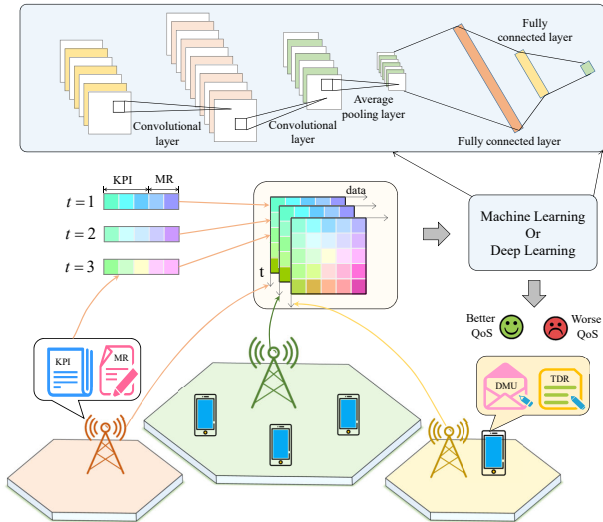 Fully
connected layer
Convolutional
layer
Convolutional
layer
Average
pooling layer
Fully connected layer
KPI
MR
t = 1
t = 2
t = 3
data
t
Machine Learning
Or
Deep Learning
Better
QoS
Worse
QoS
KPI
MR
DMU
TDR